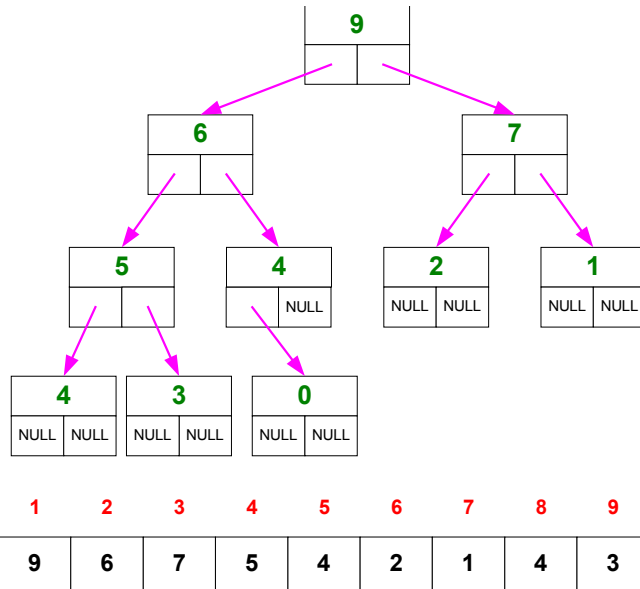 9
6 7
5 4 2 1
NULL NULL NULL NULL NULL
4 3 0
NULL NULL NULL NULL NULL NULL
1 2 3 4 5 6 7 8 9
9 6 7 5 4 2 1 4 3